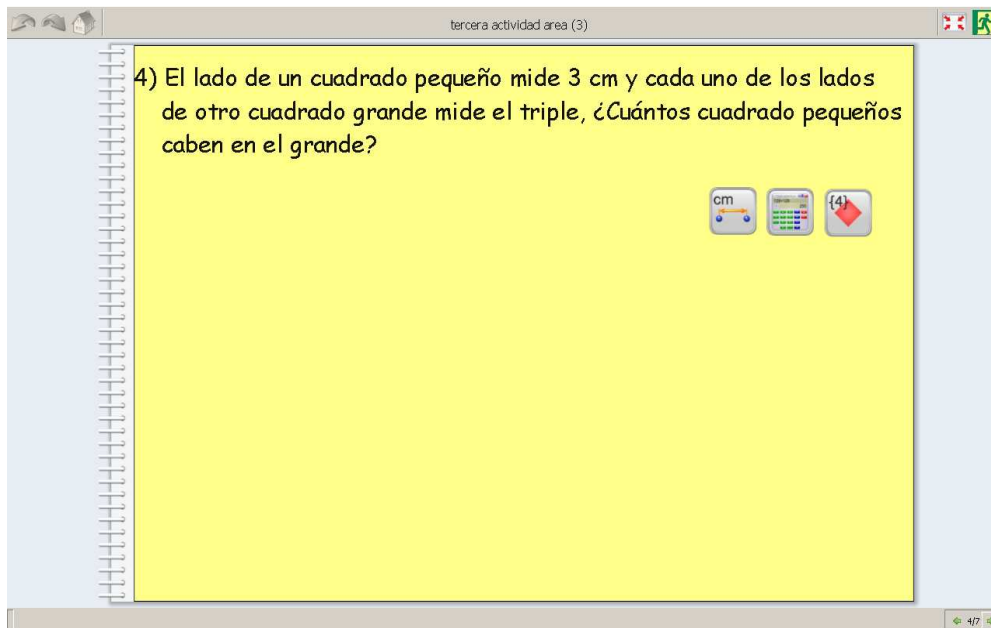 tercera actividad area (3)
4) El lado de un cuadrado pequeño mide 3 cm y cada uno de los lados
de otro cuadrado grande mide el triple, ¿Cuántos cuadrado pequeños
caben en el grande?
cm
{4}
4/7